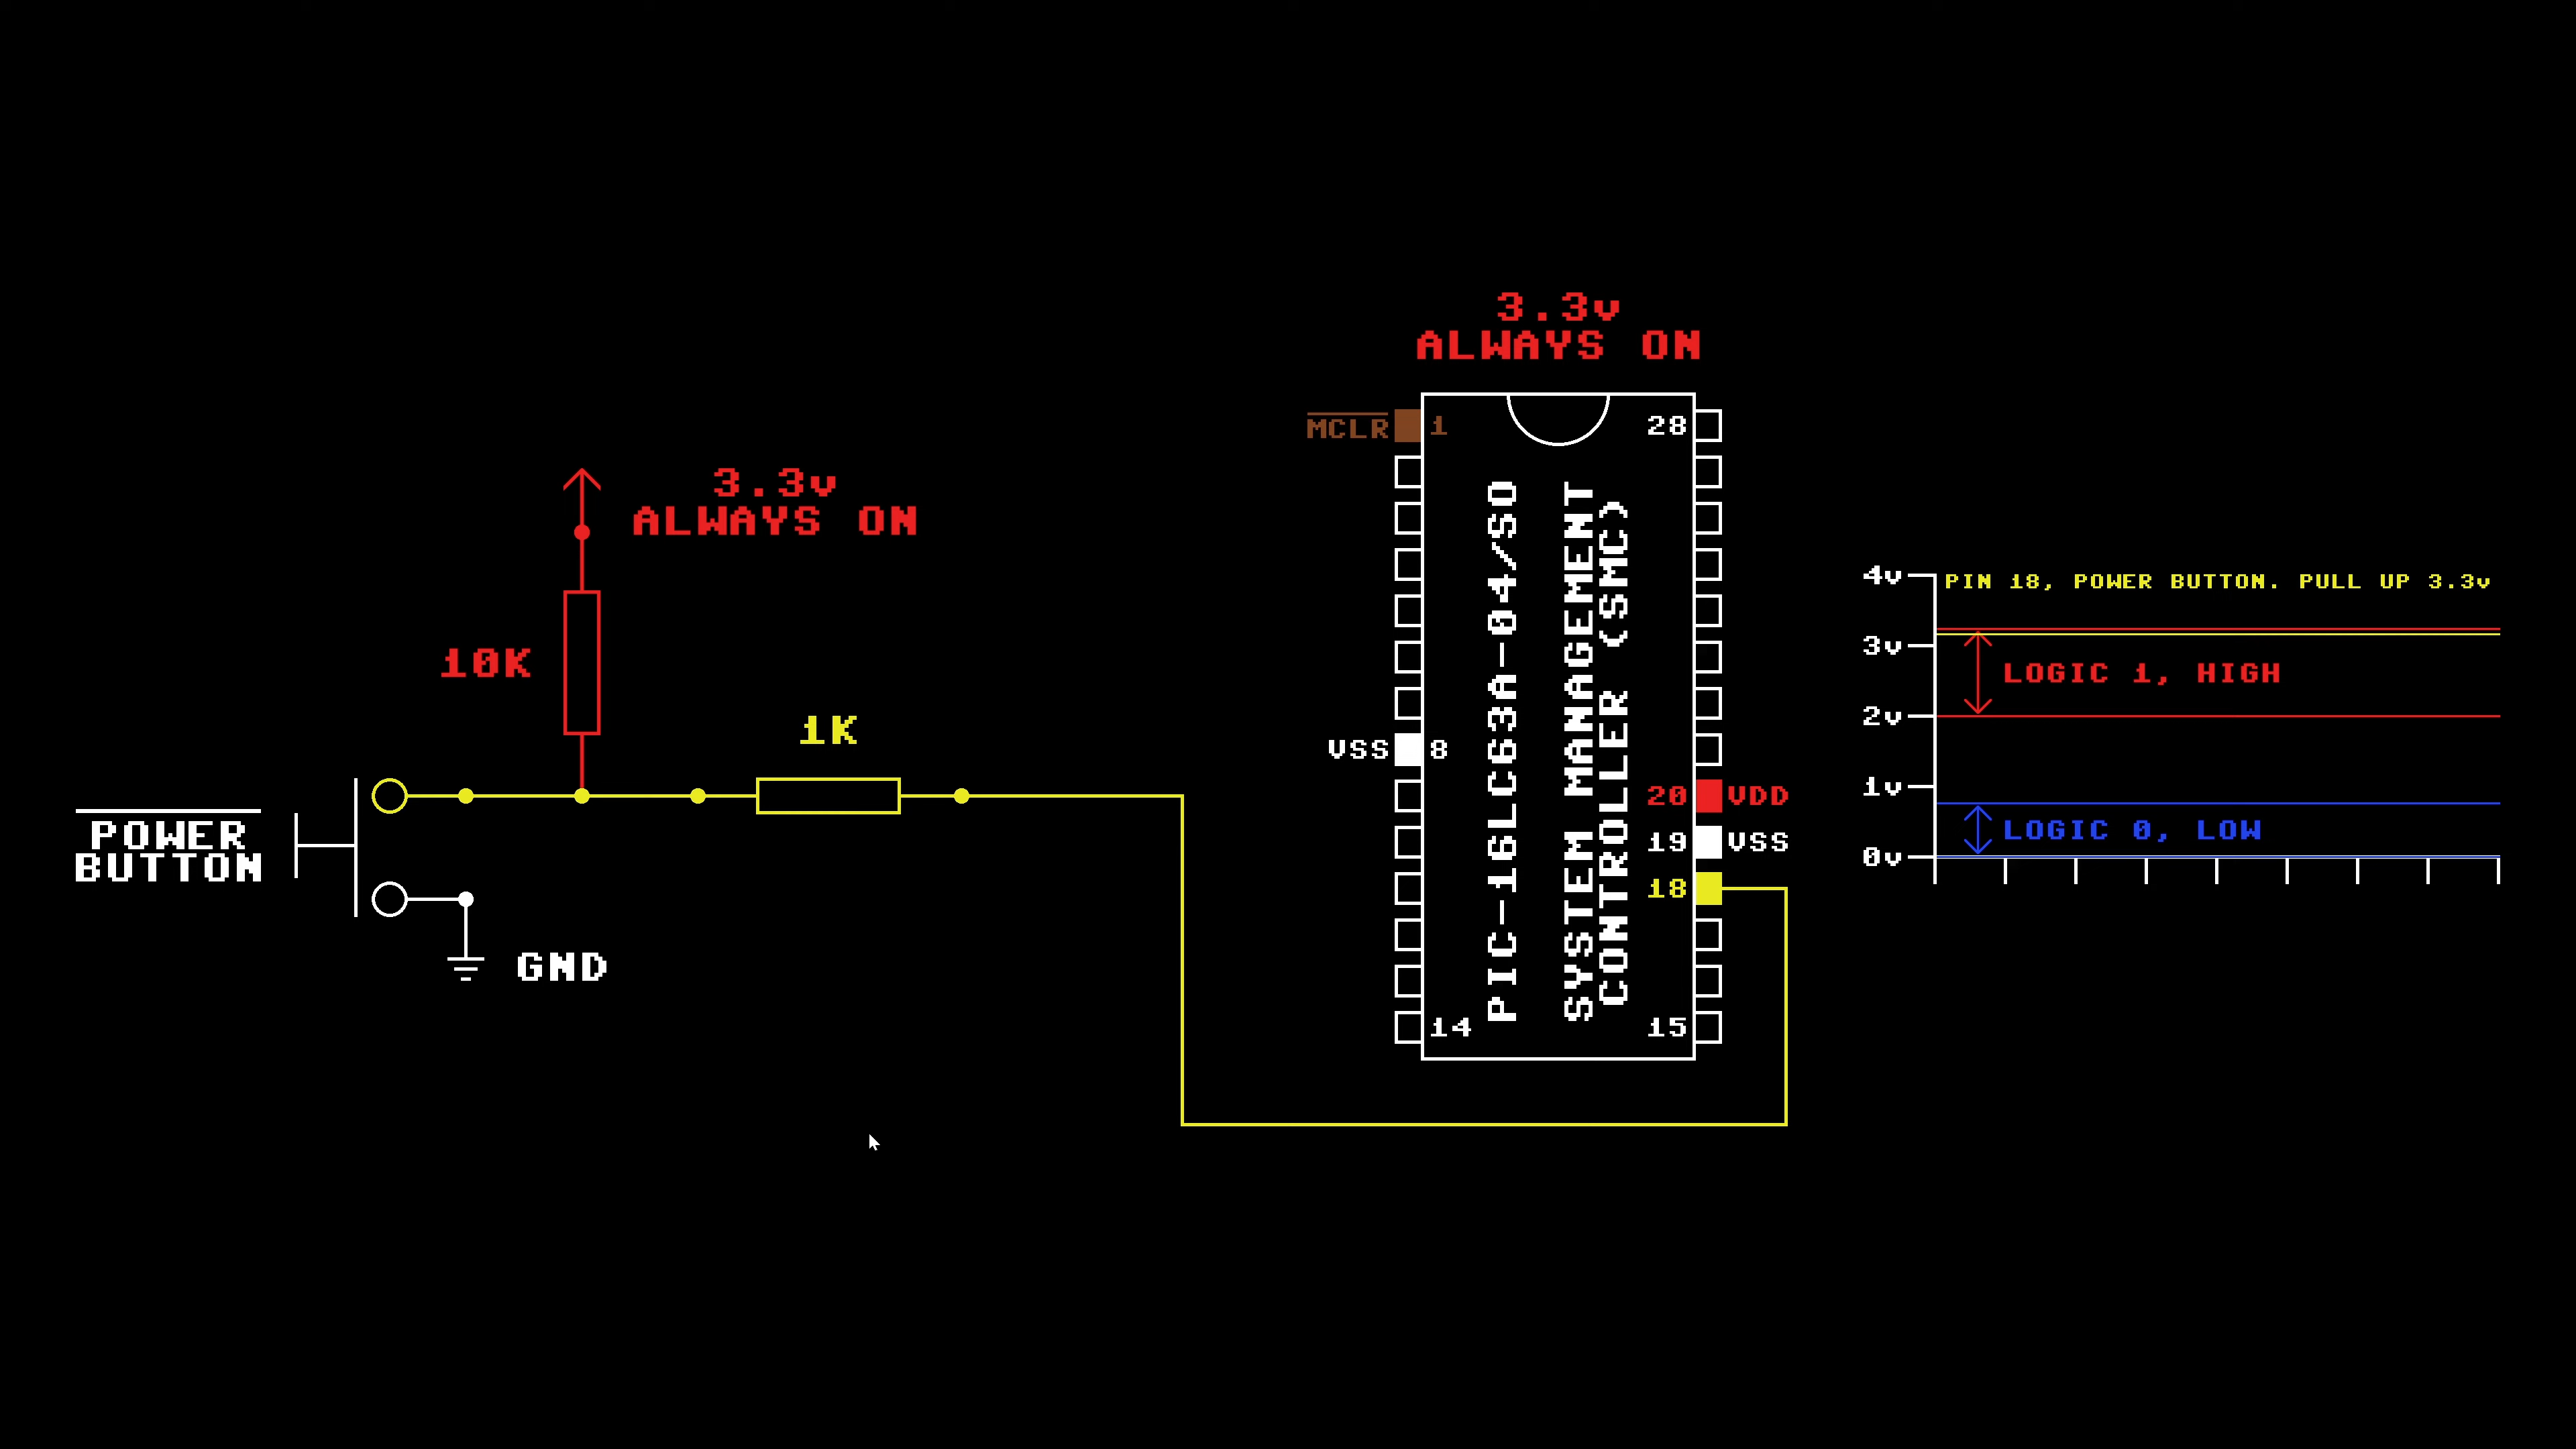 3.3v
ALWAYS ON
10K
1K
POWER
BUTTON
GND
3.3v
ALWAYS ON
MCLR 1
28
VSS 8
14
PIC-16LC63A-04/SO
SYSTEM MANAGEMENT
CONTROLLER (SMC)
20 VDD
19 VSS
18
15
PIN 18, POWER BUTTON. PULL UP 3.3v
4v
3v
2v
1v
0v
LOGIC 1, HIGH
LOGIC 0, LOW